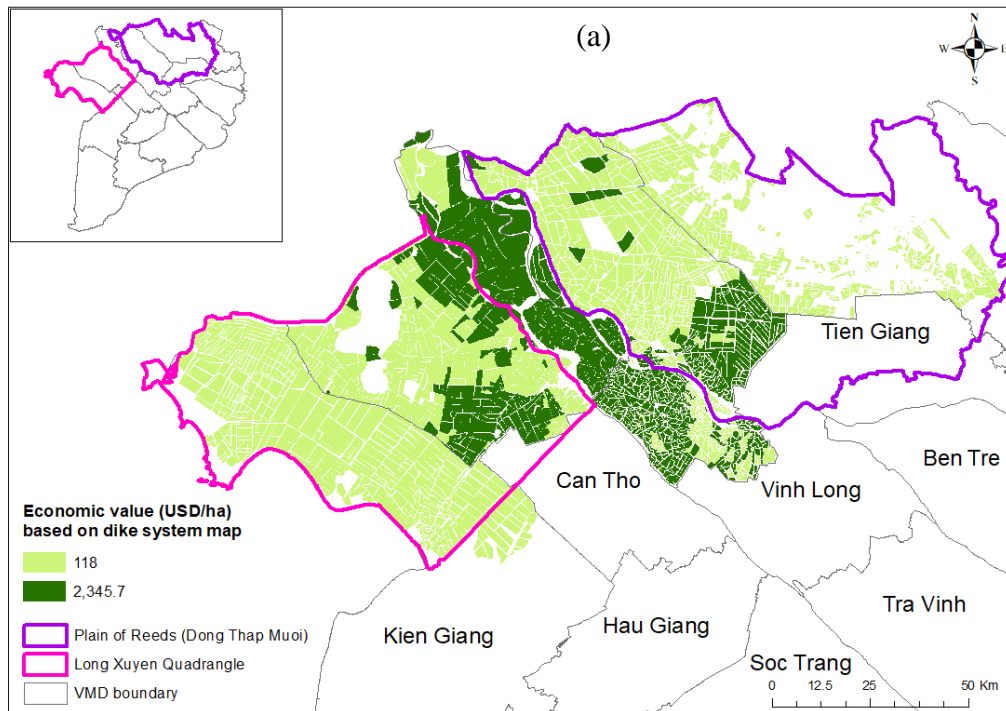 (a)
N
W
E
S
Tien Giang
Ben Tre
Can Tho
Vinh Long
Tra Vinh
Kien Giang
Hau Giang
Soc Trang
Economic value (USD/ha)
based on dike system map
118
2,345.7
Plain of Reeds (Dong Thap Muoi)
Long Xuyen Quadrangle
VMD boundary
0 12.5 25 50 Km